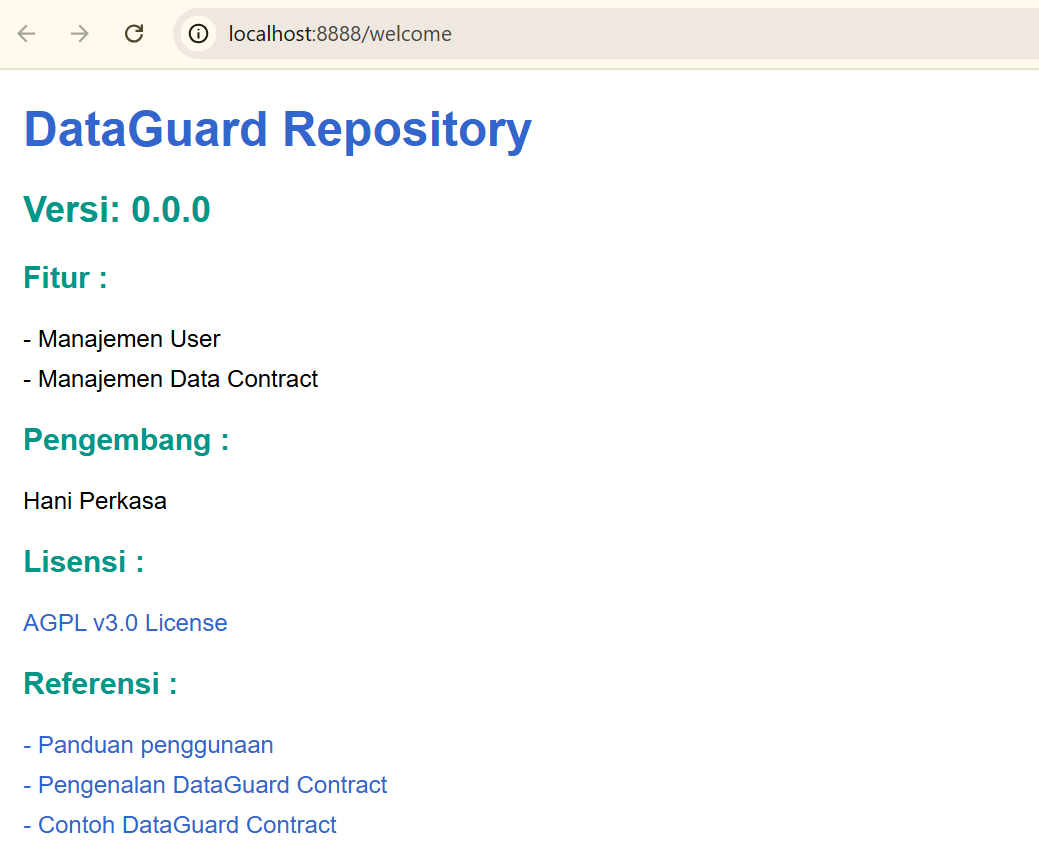 localhost:8888/welcome
DataGuard Repository
Versi: 0.0.0
Fitur :
- Manajemen User
- Manajemen Data Contract
Pengembang :
Hani Perkasa
Lisensi :
AGPL v3.0 License
Referensi :
- Panduan penggunaan
- Pengenalan DataGuard Contract
- Contoh DataGuard Contract